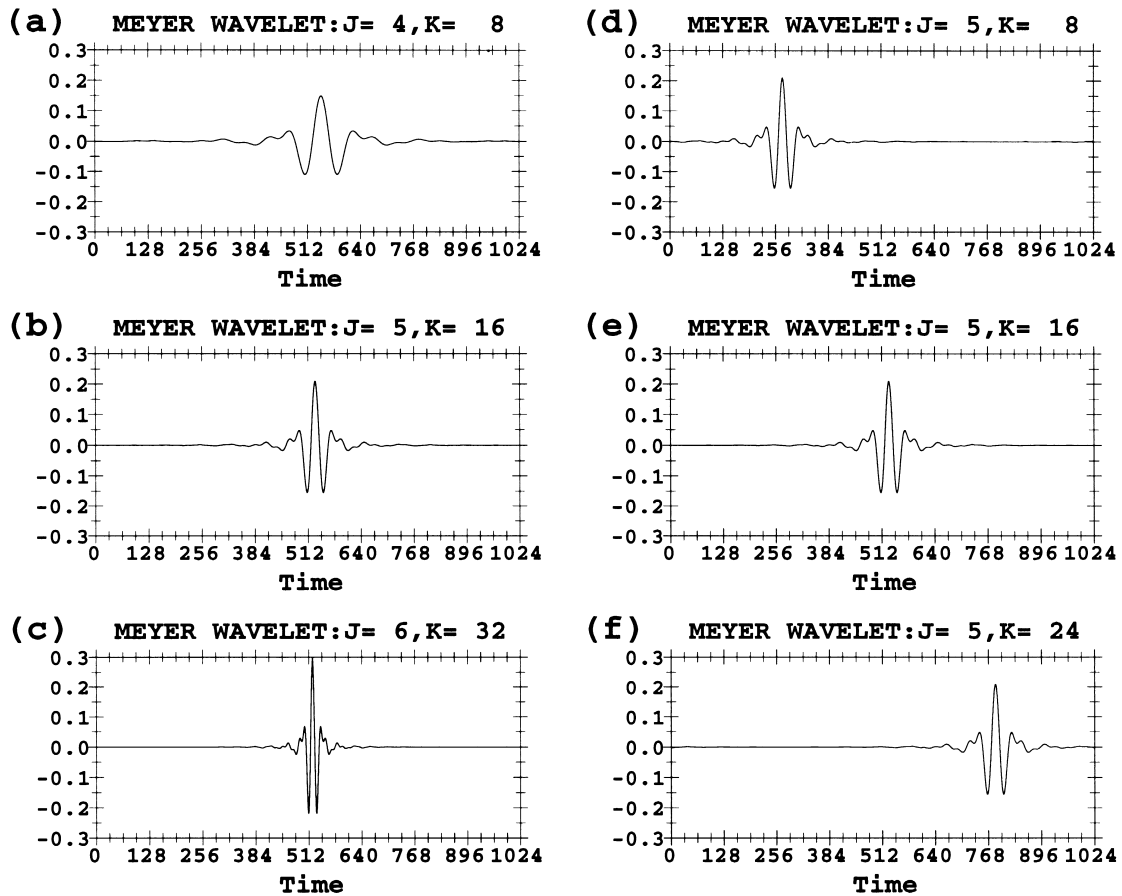 (a) MEYER WAVELET:J= 4,K= 8
0.3
0.2
0.1
0.0
-0.1
-0.2
-0.3
0 128 256 384 512 640 768 896 1024
Time
(b) MEYER WAVELET:J= 5,K= 16
0.3
0.2
0.1
0.0
-0.1
-0.2
-0.3
0 128 256 384 512 640 768 896 1024
Time
(c) MEYER WAVELET:J= 6,K= 32
0.3
0.2
0.1
0.0
-0.1
-0.2
-0.3
0 128 256 384 512 640 768 896 1024
Time
(d) MEYER WAVELET:J= 5,K= 8
0.3
0.2
0.1
0.0
-0.1
-0.2
-0.3
0 128 256 384 512 640 768 896 1024
Time
(e) MEYER WAVELET:J= 5,K= 16
0.3
0.2
0.1
0.0
-0.1
-0.2
-0.3
0 128 256 384 512 640 768 896 1024
Time
(f) MEYER WAVELET:J= 5,K= 24
0.3
0.2
0.1
0.0
-0.1
-0.2
-0.3
0 128 256 384 512 640 768 896 1024
Time